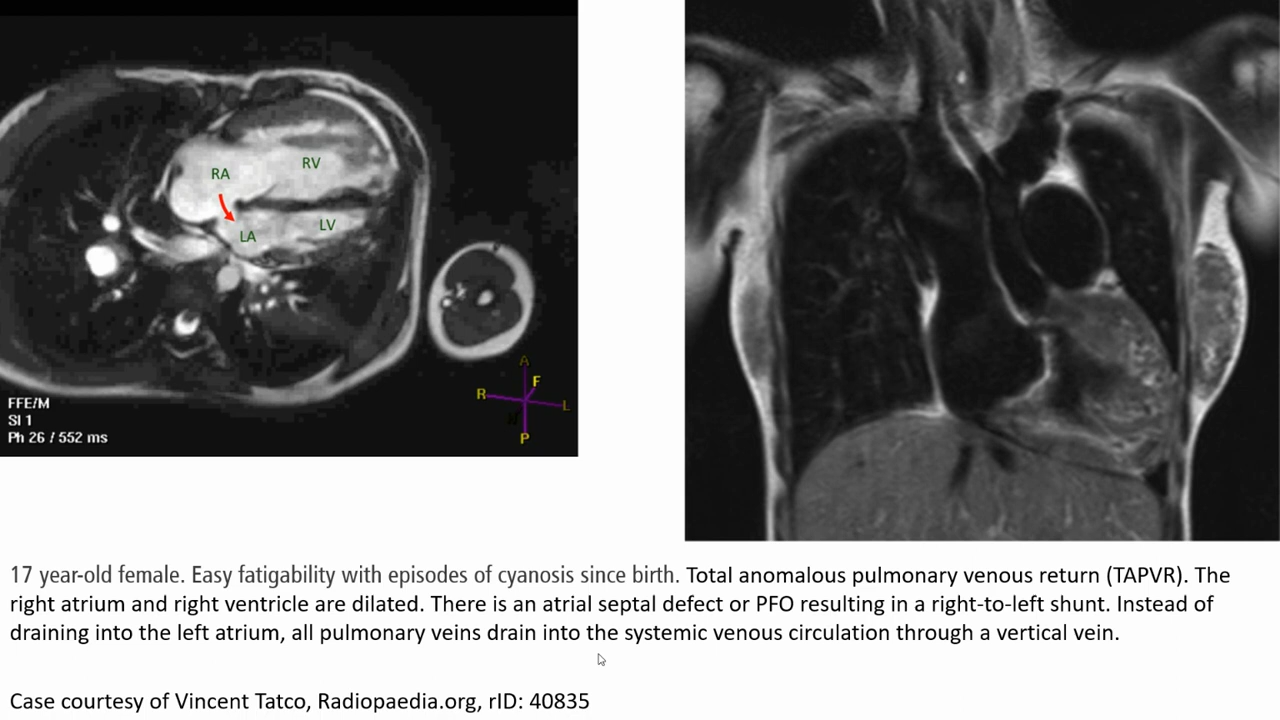 RA
RV
LA
LV
FFE/M
Sl 1
Ph 26 / 552 ms
A
F
R
L
P
17 year-old female. Easy fatigability with episodes of cyanosis since birth. Total anomalous pulmonary venous return (TAPVR). The
right atrium and right ventricle are dilated. There is an atrial septal defect or PFO resulting in a right-to-left shunt. Instead of
draining into the left atrium, all pulmonary veins drain into the systemic venous circulation through a vertical vein.
Case courtesy of Vincent Tatco, Radiopaedia.org, rID: 40835